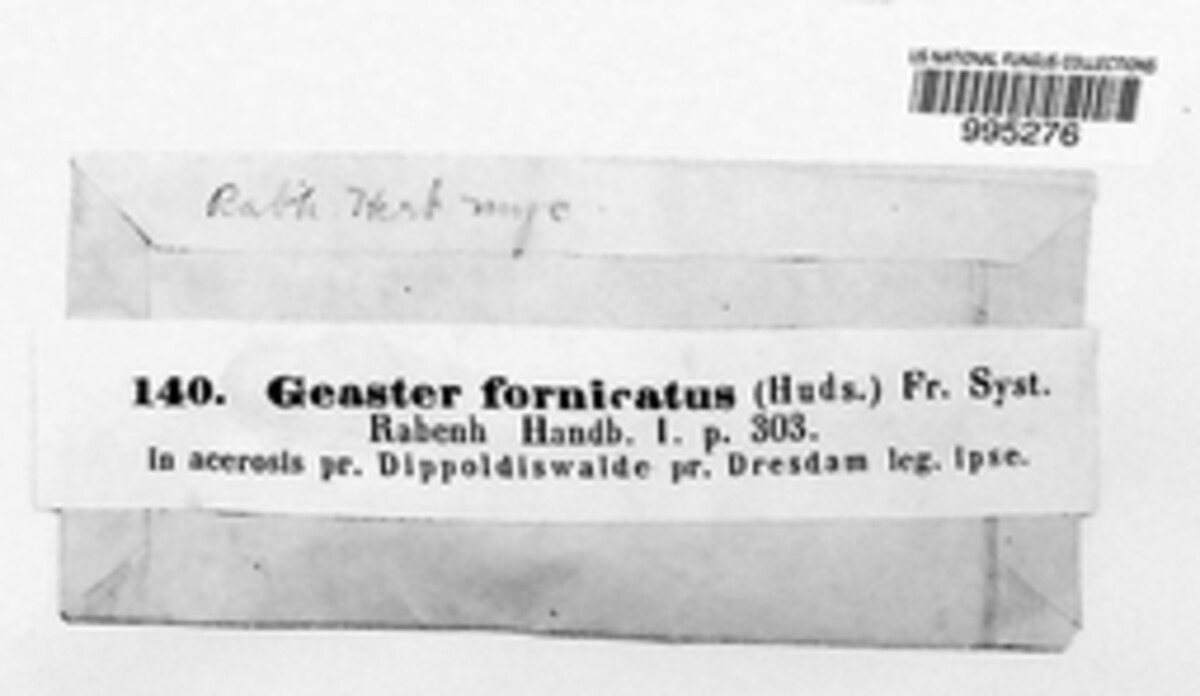 US NATIONAL FUNGUS COLLECTIONS
995276
Rabh Herb myc
140. Geaster fornicatus (Huds.) Fr. Syst.
Rabenh Handb. I. p. 303.
In acerosis pr. Dippoldiswalde pr. Dresdam leg. ipse.